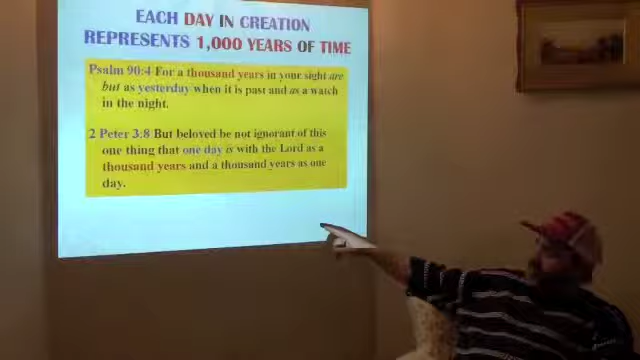 EACH DAY IN CREATION
REPRESENTS 1,000 YEARS OF TIME
Psalm 90:4 For a thousand years in your sight are
but as yesterday when it is past and as a watch
in the night.
2 Peter 3:8 But beloved be not ignorant of this
one thing that one day is with the Lord as a
thousand years and a thousand years as one
day.